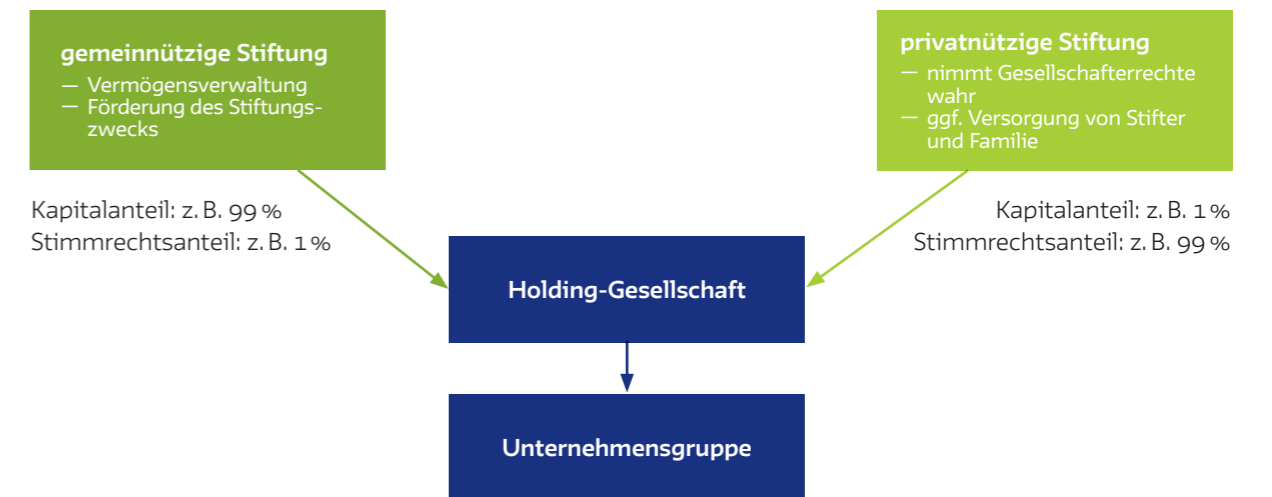 gemeinnützige Stiftung
— Vermögensverwaltung
— Förderung des Stiftungs-
zwecks
privatnützige Stiftung
— nimmt Gesellschafterrechte
wahr
— ggf. Versorgung von Stifter
und Familie
Kapitalanteil: z. B. 99 %
Stimmrechtsanteil: z. B. 1 %
Kapitalanteil: z. B. 1 %
Stimmrechtsanteil: z. B. 99 %
Holding-Gesellschaft
Unternehmensgruppe